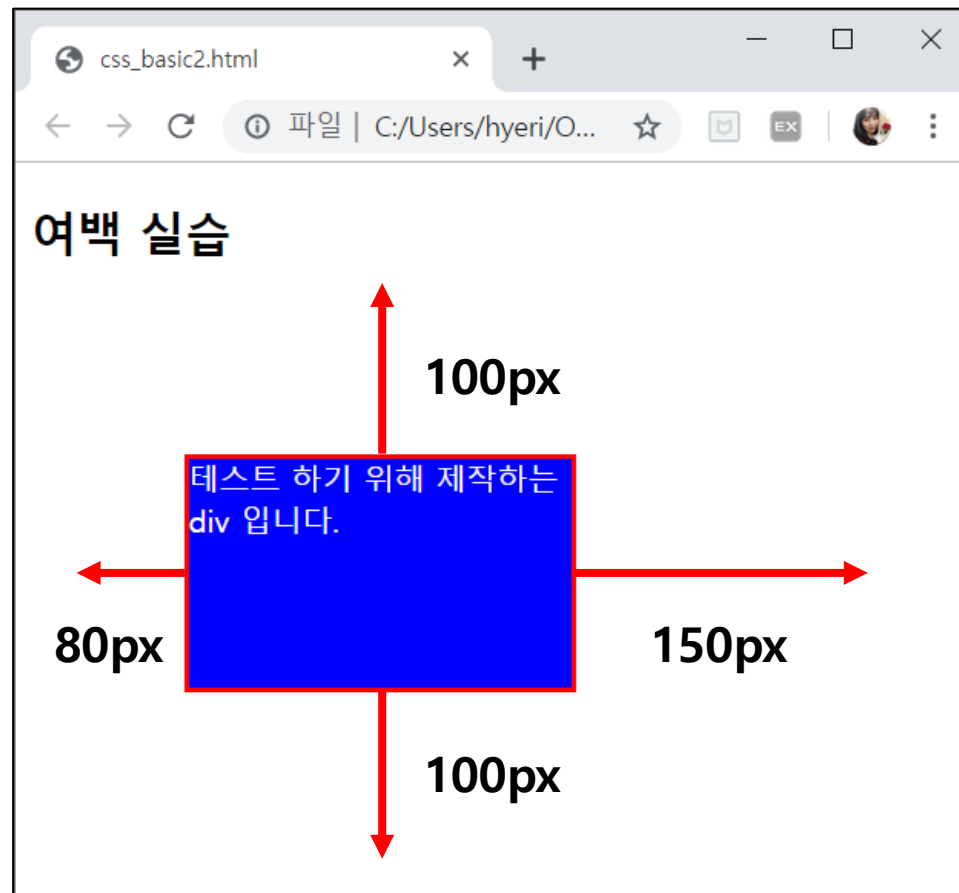 css_basic2.html
파일 | C:/Users/hyeri/O...
EX
여백 실습
100px
테스트 하기 위해 제작하는
div 입니다.
80px
150px
100px